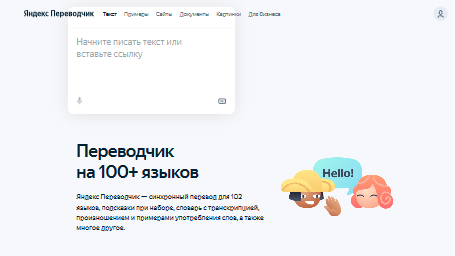 Яндекс Переводчик Текст Примеры Сайты Документы Картинки Для бизнеса
Начните писать текст или
вставьте ссылку
Переводчик
на 100+ языков
Hello!
Яндекс Переводчик — синхронный перевод для 102
языков, подсказки при наборе, словарь с транскрипцией,
произношением и примерами употребления слов, а также
многое другое.